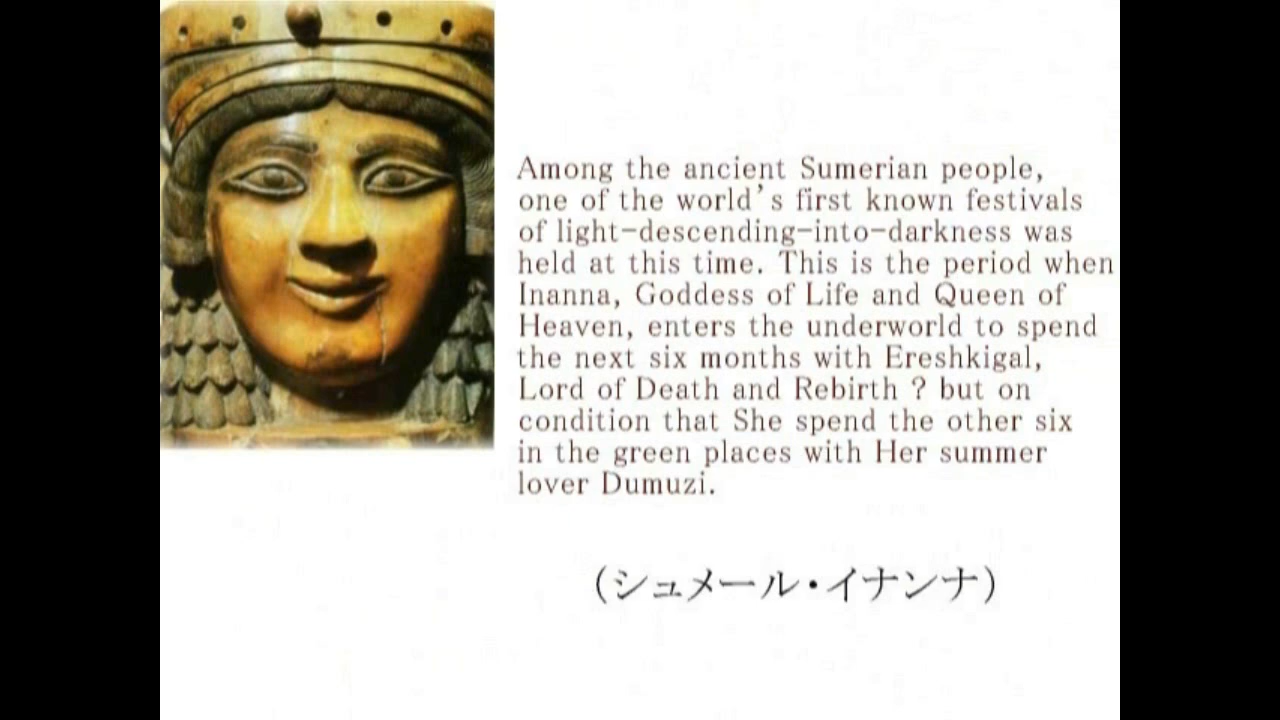 Among the ancient Sumerian people,
one of the world's first known festivals
of light-descending-into-darkness was
held at this time. This is the period when
Inanna, Goddess of Life and Queen of
Heaven, enters the underworld to spend
the next six months with Ereshkigal,
Lord of Death and Rebirth ? but on
condition that She spend the other six
in the green places with Her summer
lover Dumuzi.
(シュメール・イナンナ)